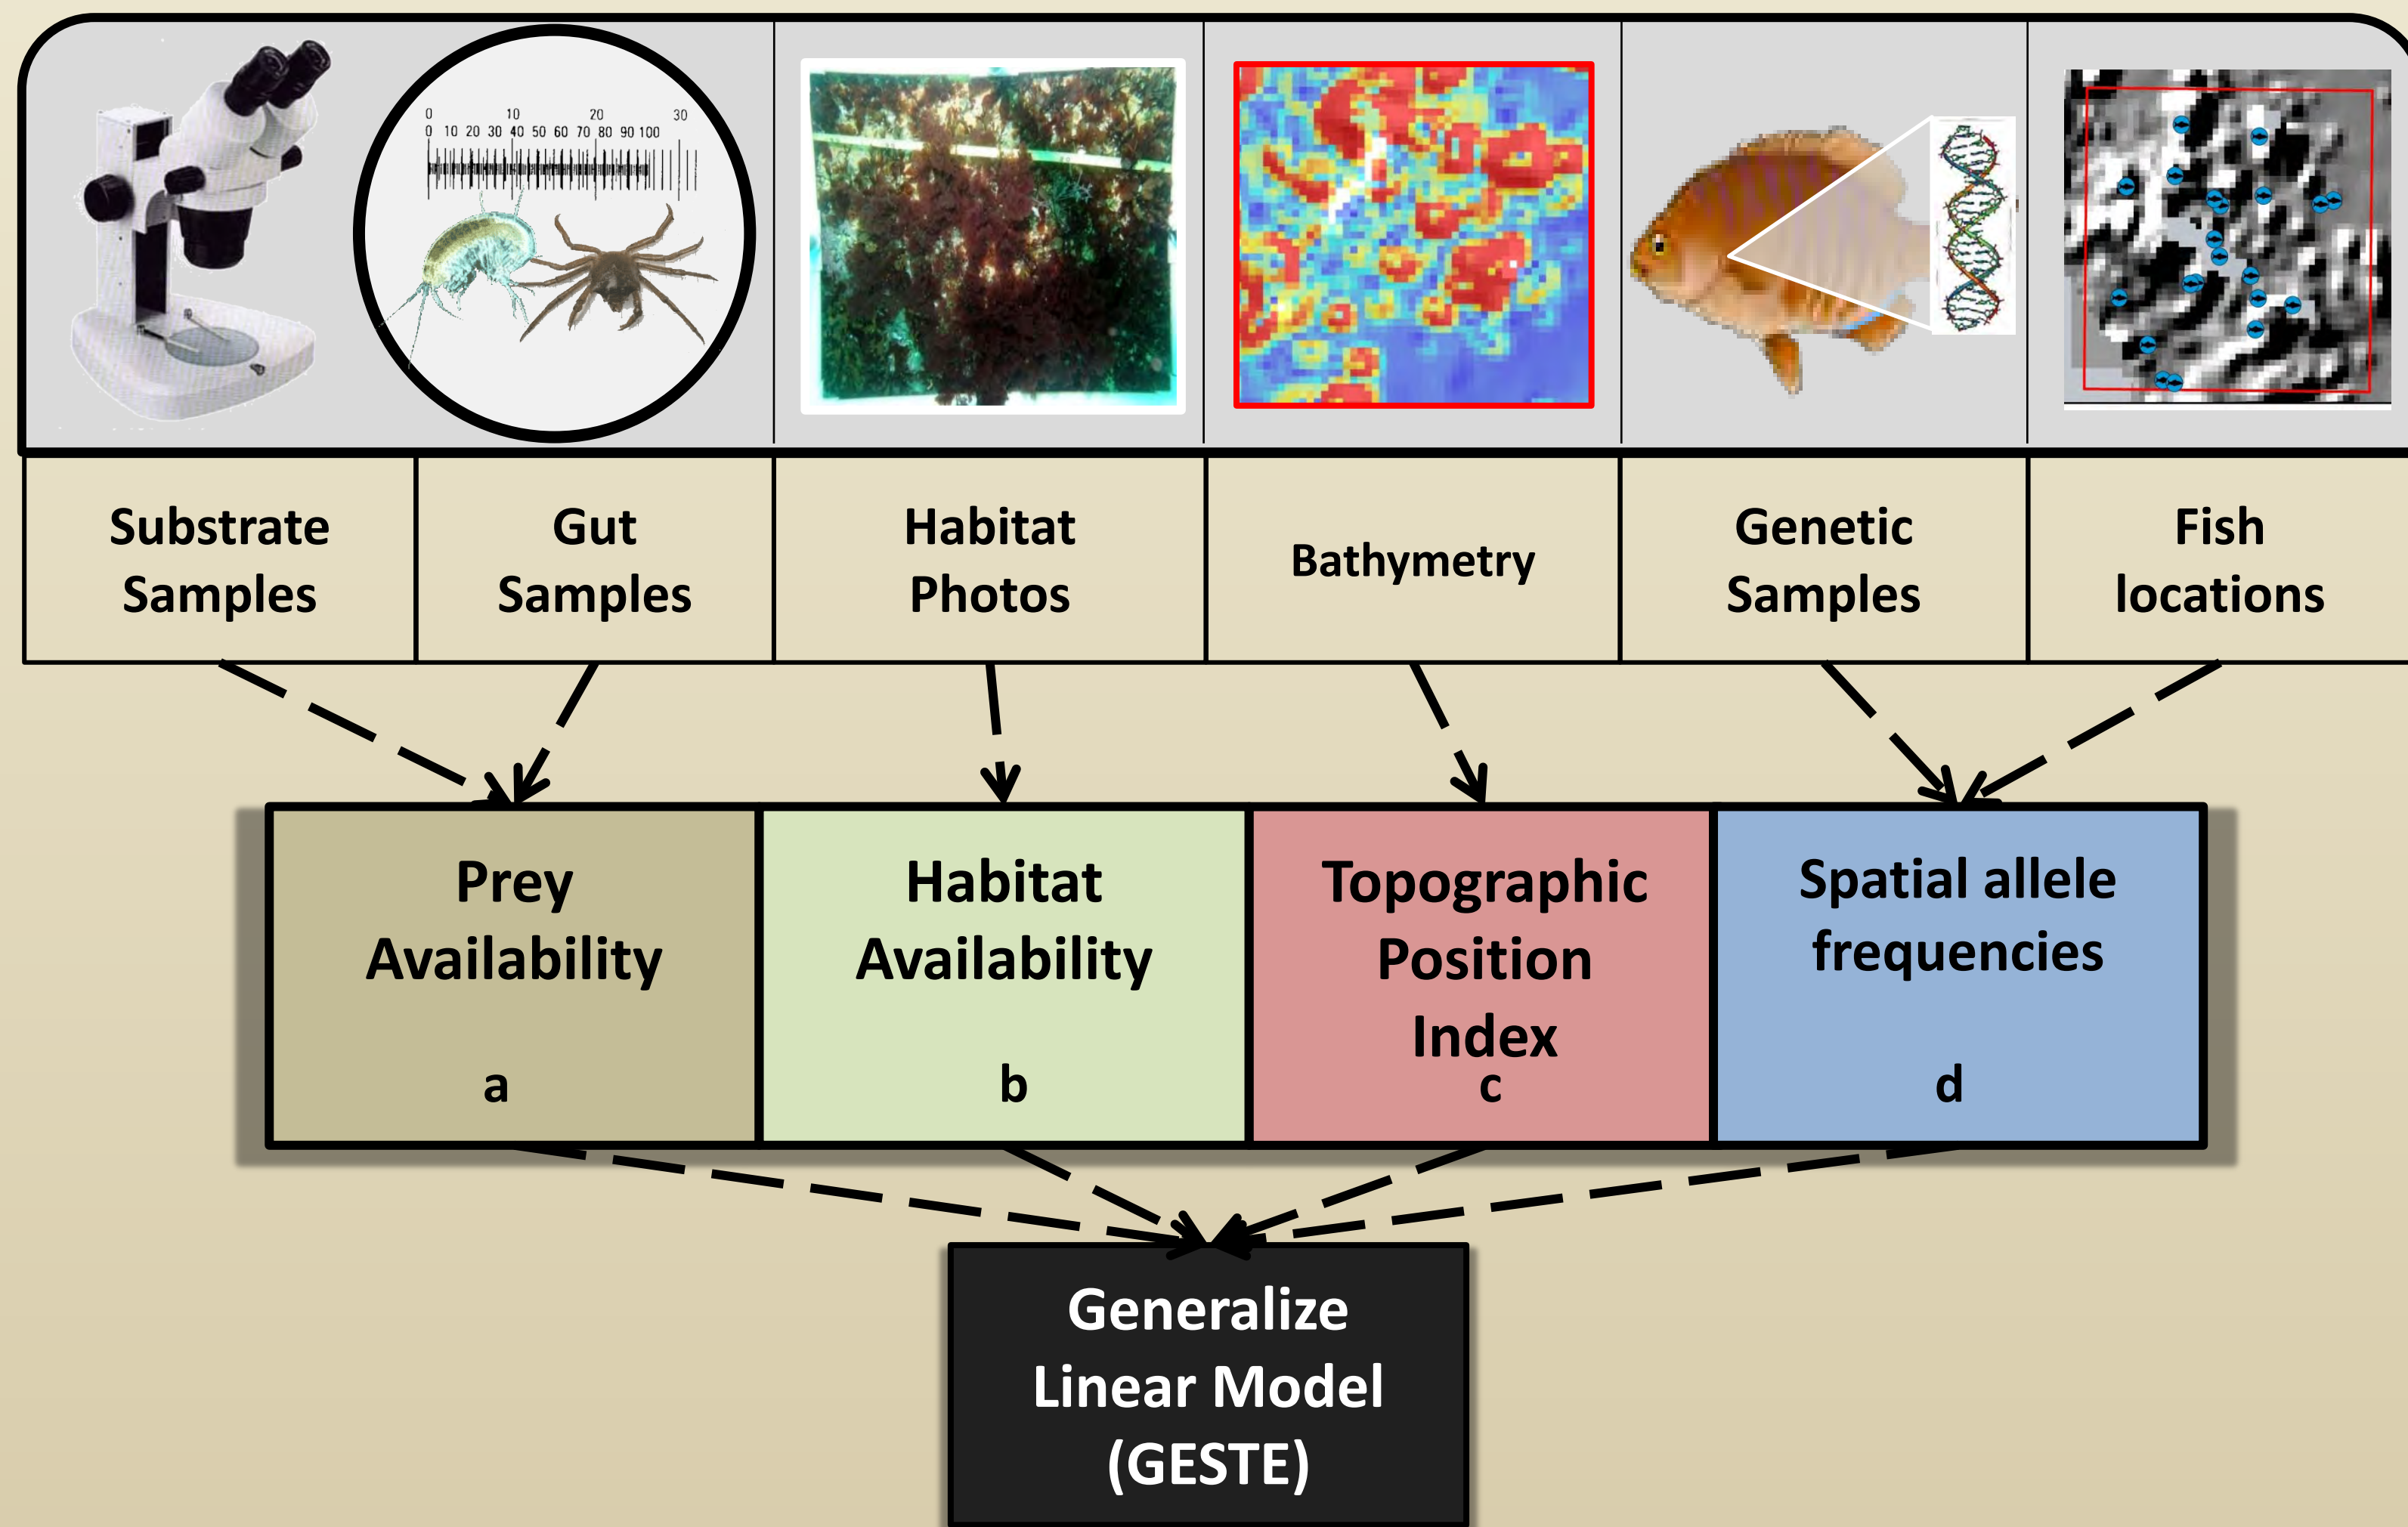 0 10 20 30
0 10 20 30 40 50 60 70 80 90 100
Substrate
Samples
Gut
Samples
Habitat
Photos
Bathymetry
Genetic
Samples
Fish
locations
Prey
Availability
a
Habitat
Availability
b
Topographic
Position
Index
c
Spatial allele
frequencies
d
Generalize
Linear Model
(GESTE)